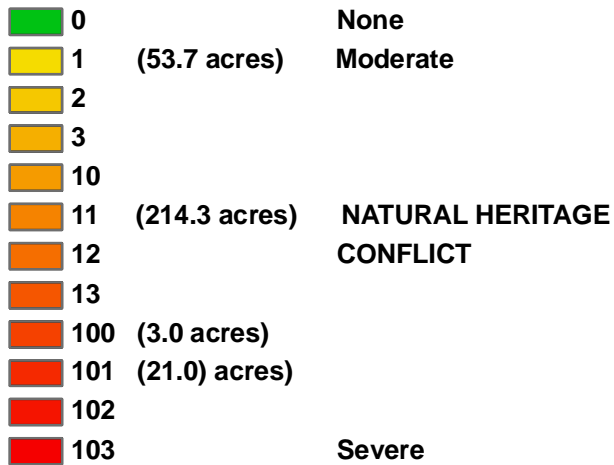 0 None
1 (53.7 acres) Moderate
2
3
10
11 (214.3 acres) NATURAL HERITAGE
12 CONFLICT
13
100 (3.0 acres)
101 (21.0) acres)
102
103 Severe